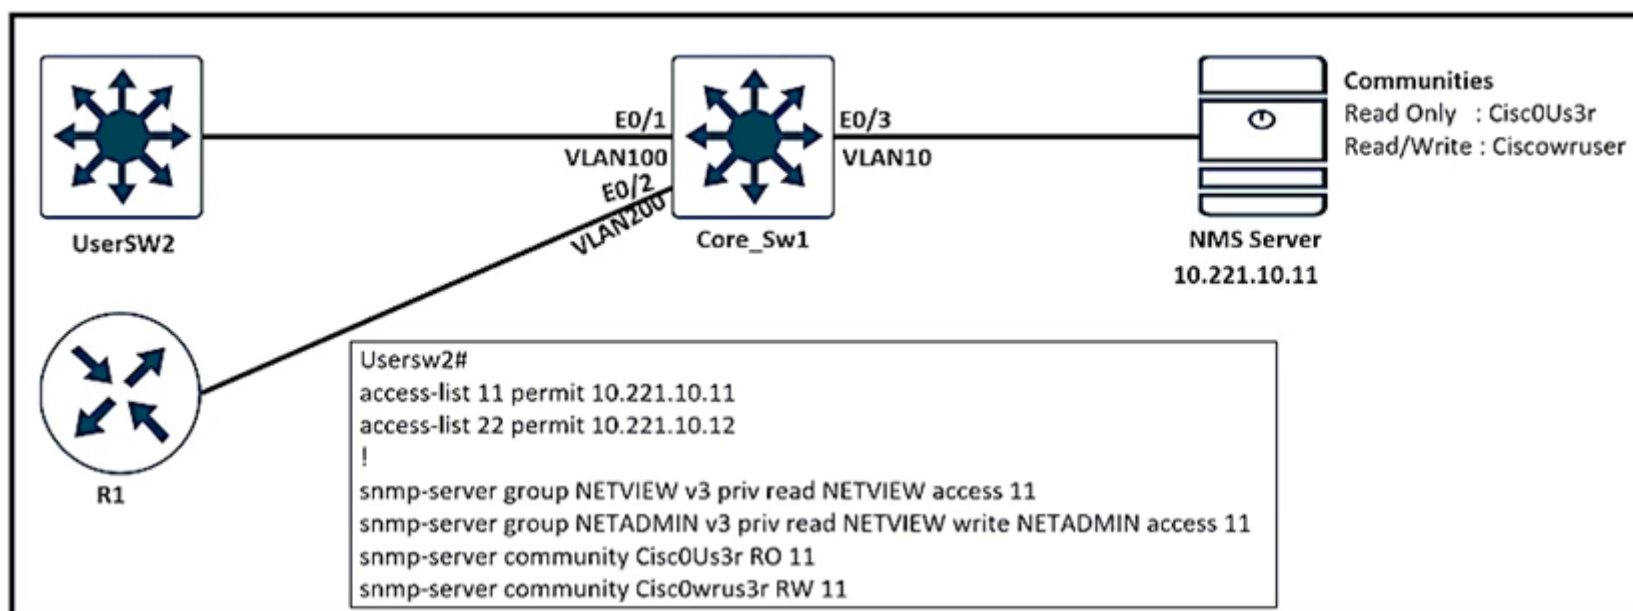 Communities
Read Only : Cisc0Us3r
Read/Write : Ciscowruser
E0/1
E0/3
VLAN100
VLAN10
E0/2
VLAN200
UserSW2
Core_Sw1
NMS Server
10.221.10.11
R1
Usersw2#
access-list 11 permit 10.221.10.11
access-list 22 permit 10.221.10.12
!
snmp-server group NETVIEW v3 priv read NETVIEW access 11
snmp-server group NETADMIN v3 priv read NETVIEW write NETADMIN access 11
snmp-server community Cisc0Us3r RO 11
snmp-server community Cisc0wrus3r RW 11